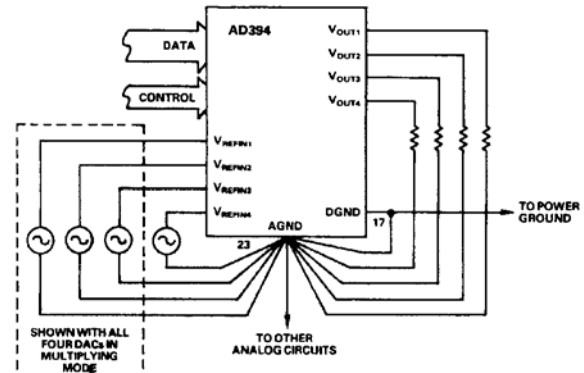 AD394
DATA
CONTROL
VOUT1
VOUT2
VOUT3
VOUT4
VREFIN1
VREFIN2
VREFIN3
VREFIN4
DGND
17
AGND
23
TO POWER
GROUND
TO OTHER
ANALOG CIRCUITS
SHOWN WITH ALL
FOUR DACs IN
MULTIPLYING
MODE